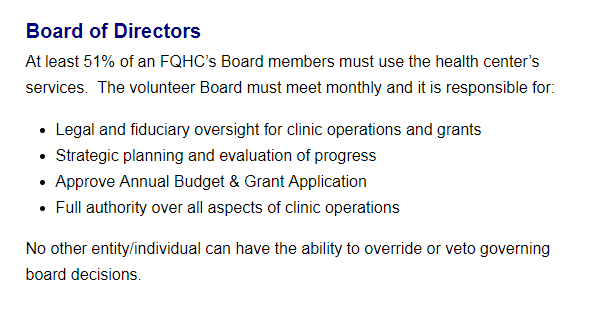 Board of Directors
At least 51% of an FQHC's Board members must use the health center's
services.  The volunteer Board must meet monthly and it is responsible for:
• Legal and fiduciary oversight for clinic operations and grants
• Strategic planning and evaluation of progress
• Approve Annual Budget & Grant Application
• Full authority over all aspects of clinic operations
No other entity/individual can have the ability to override or veto governing
board decisions.